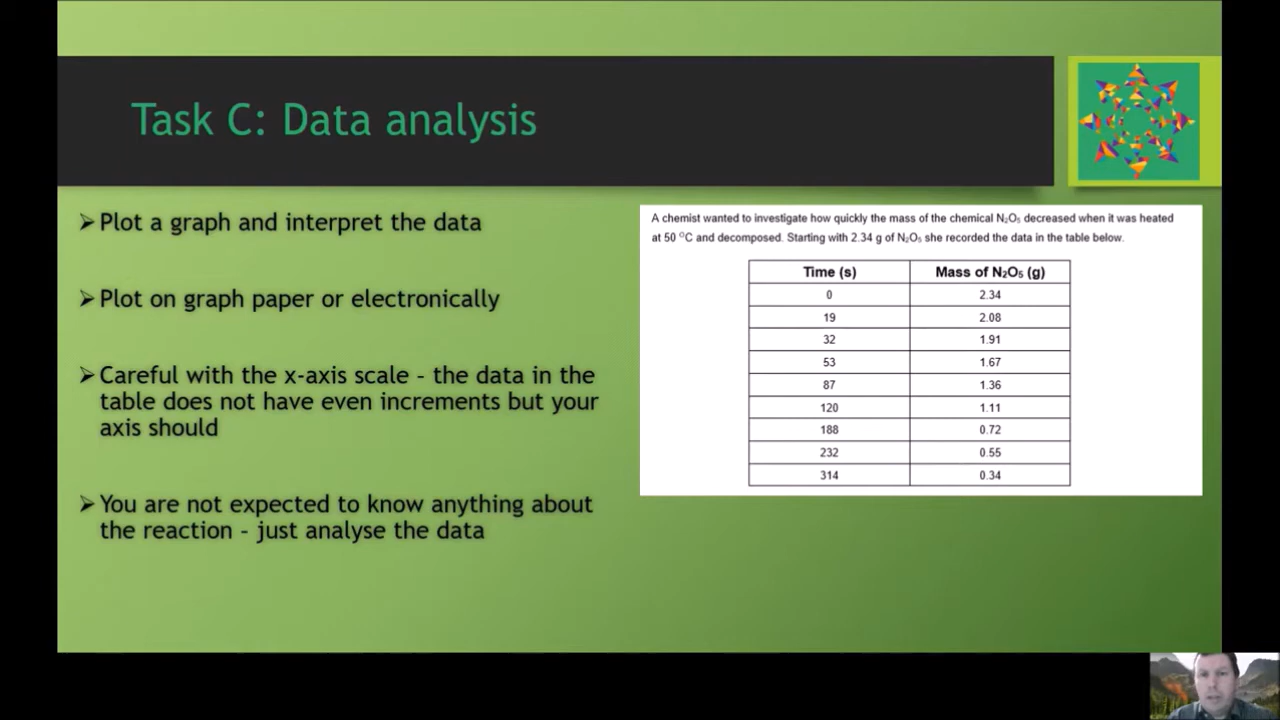 Task C: Data analysis
➢Plot a graph and interpret the data
➢Plot on graph paper or electronically
➢Careful with the x-axis scale – the data in the
table does not have even increments but your
axis should
➢You are not expected to know anything about
the reaction – just analyse the data
A chemist wanted to investigate how quickly the mass of the chemical N₂O₅ decreased when it was heated
at 50 °C and decomposed. Starting with 2.34 g of N₂O₅ she recorded the data in the table below.
Time (s) Mass of N₂O₅ (g)
0 2.34
19 2.08
32 1.91
53 1.67
87 1.36
120 1.11
188 0.72
232 0.55
314 0.34